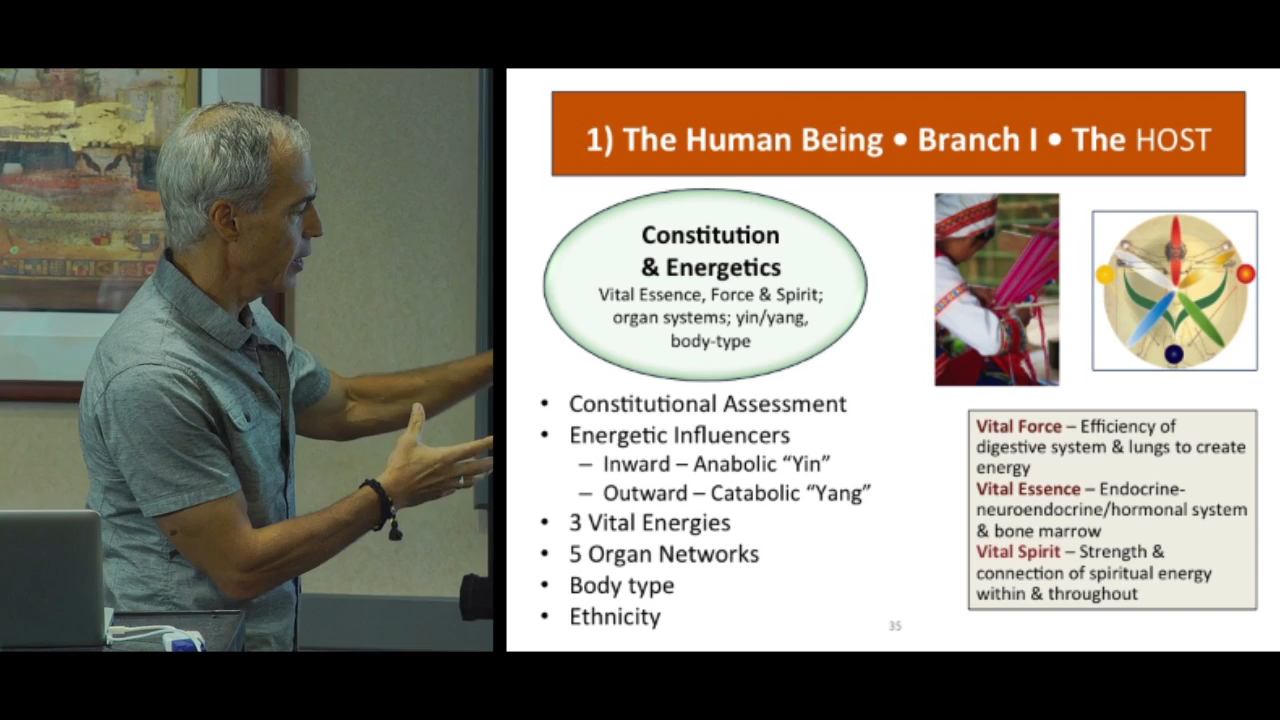 1) The Human Being • Branch I • The HOST
Constitution
& Energetics
Vital Essence, Force & Spirit;
organ systems; yin/yang,
body-type
• Constitutional Assessment
• Energetic Influencers
– Inward – Anabolic “Yin”
– Outward – Catabolic “Yang”
• 3 Vital Energies
• 5 Organ Networks
• Body type
• Ethnicity
Vital Force – Efficiency of
digestive system & lungs to create
energy
Vital Essence – Endocrine-
neuroendocrine/hormonal system
& bone marrow
Vital Spirit – Strength &
connection of spiritual energy
within & throughout
35